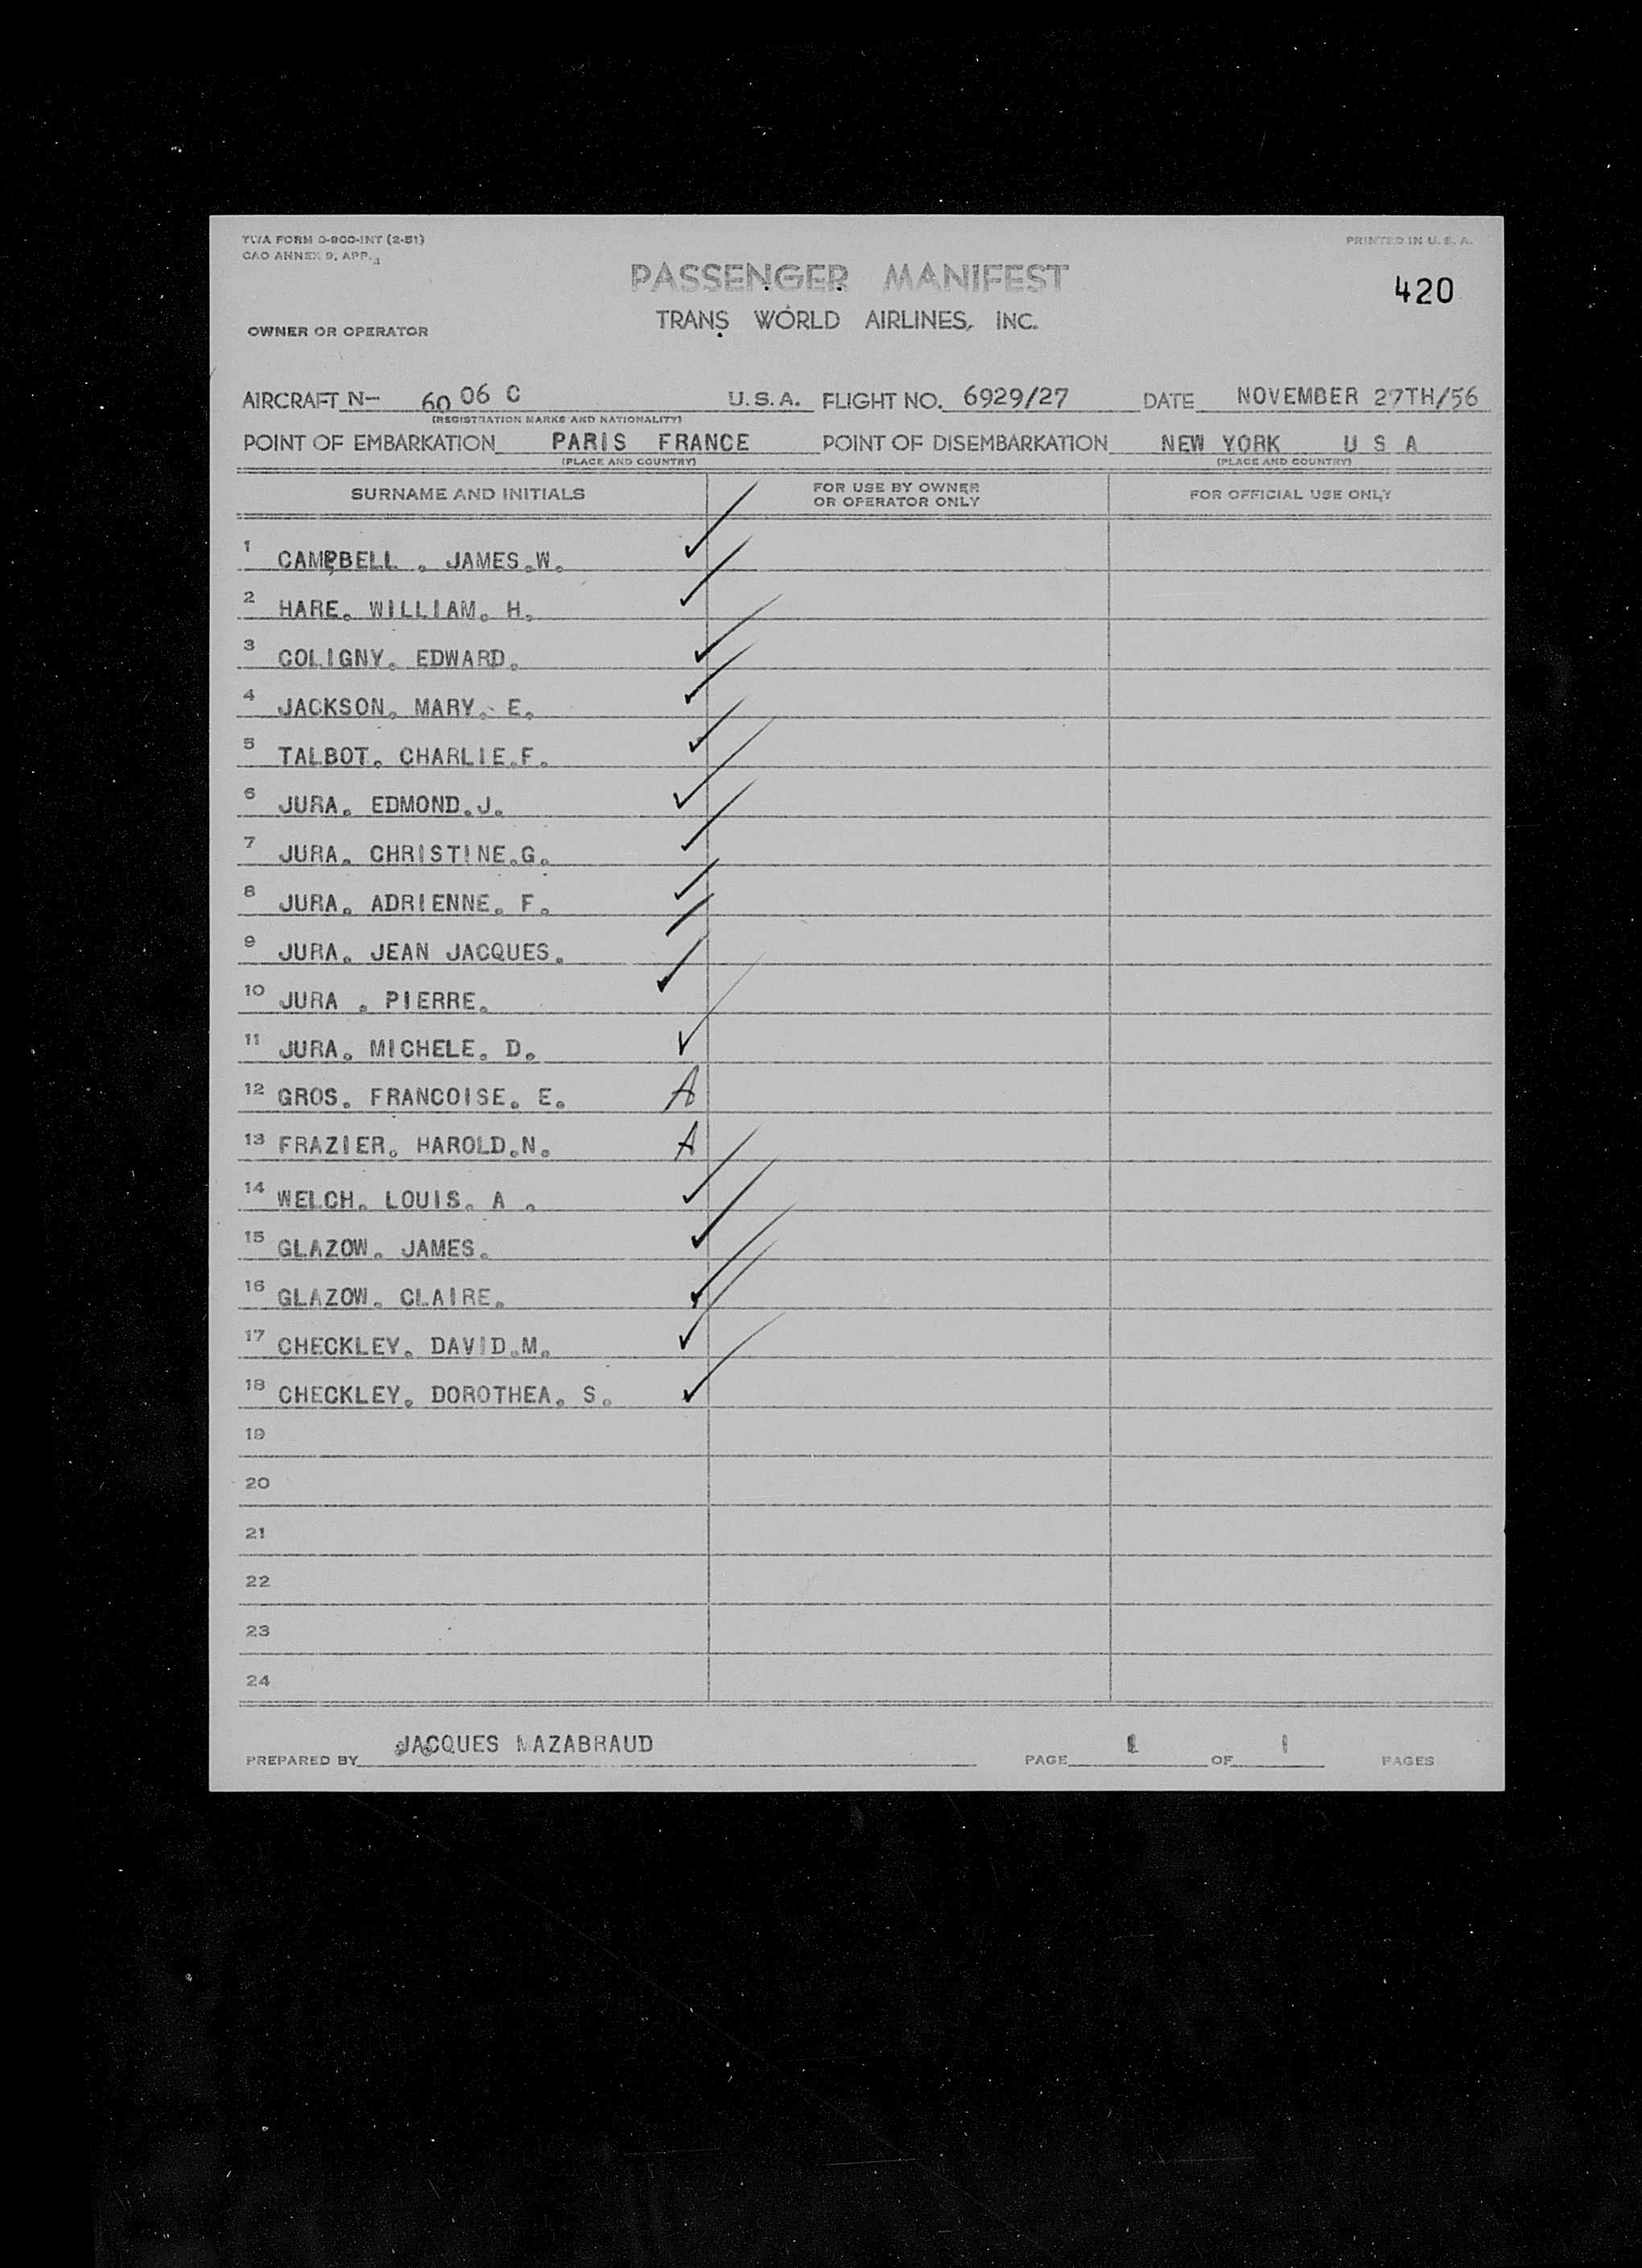 TWA FORM O-900-INT (2-51)
PRINTED IN U. S. A.
CAO ANNEX 9, APP. 2
PASSENGER MANIFEST
420
TRANS WORLD AIRLINES, INC.
OWNER OR OPERATOR
AIRCRAFT N- 6006 C U.S.A. FLIGHT NO. 6929/27 DATE NOVEMBER 27TH/56
(REGISTRATION MARKS AND NATIONALITY)
POINT OF EMBARKATION PARIS FRANCE POINT OF DISEMBARKATION NEW YORK U S A
(PLACE AND COUNTRY) (PLACE AND COUNTRY)
SURNAME AND INITIALS FOR USE BY OWNER OR OPERATOR ONLY FOR OFFICIAL USE ONLY
1 CAMPBELL . JAMES.W. ✓
2 HARE. WILLIAM. H. ✓
3 COLIGNY. EDWARD. ✓
4 JACKSON. MARY. E. ✓
5 TALBOT. CHARLIE.F. ✓
6 JURA. EDMOND.J. ✓
7 JURA. CHRISTINE.G. ✓
8 JURA. ADRIENNE. F. ✓
9 JURA. JEAN JACQUES. ✓
10 JURA . PIERRE. ✓
11 JURA. MICHELE. D. ✓
12 GROS. FRANCOISE. E. A
13 FRAZIER. HAROLD.N. A
14 WELCH. LOUIS. A . ✓
15 GLAZOW. JAMES. ✓
16 GLAZOW. CLAIRE. ✓
17 CHECKLEY. DAVID.M. ✓
18 CHECKLEY. DOROTHEA. S. ✓
19
20
21
22
23
24
PREPARED BY JACQUES MAZABRAUD PAGE 1 OF 1 PAGES